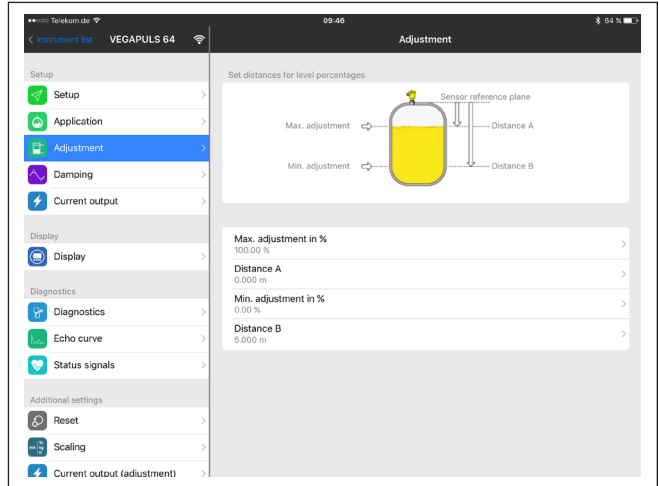 Telekom.de
09:46
64 %
Instrument list
VEGAPULS 64
Adjustment
Setup
Setup
Application
Adjustment
Damping
Current output
Display
Display
Diagnostics
Diagnostics
Echo curve
Status signals
Additional settings
Reset
Scaling
Current output (adjustment)
Set distances for level percentages
Sensor reference plane
Max. adjustment
Distance A
Min. adjustment
Distance B
Max. adjustment in %
100.00 %
Distance A
0.000 m
Min. adjustment in %
0.00 %
Distance B
5.000 m